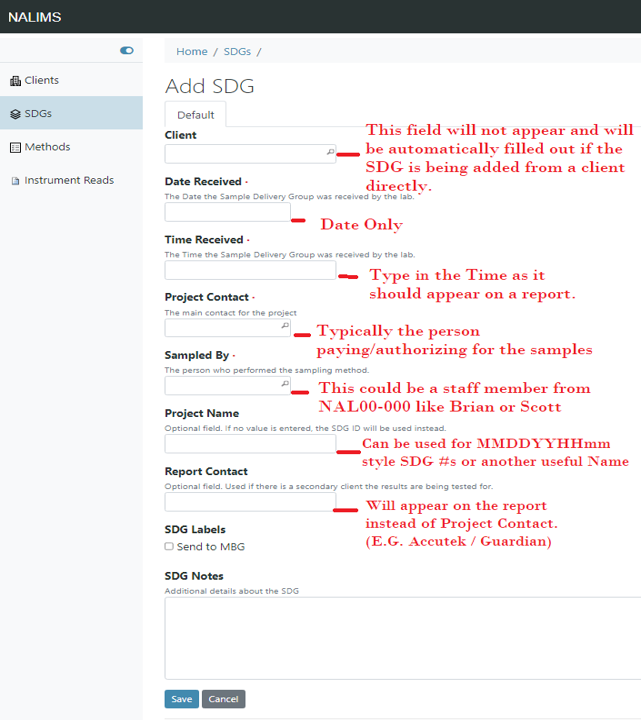 NALIMS
Home / SDGs /
Clients
SDGs
Methods
Instrument Reads
Add SDG
Default
Client
This field will not appear and will
be automatically filled out if the
SDG is being added from a client
directly.
Date Received •
The Date the Sample Delivery Group was received by the lab.
Date Only
Time Received •
The Time the Sample Delivery Group was received by the lab.
Type in the Time as it
should appear on a report.
Project Contact •
The main contact for the project
Typically the person
paying/authorizing for the samples
Sampled By •
The person who performed the sampling method.
This could be a staff member from
NAL00-000 like Brian or Scott
Project Name
Optional field. If no value is entered, the SDG ID will be used instead.
Can be used for MMDDYYHHmm
style SDG #s or another useful Name
Report Contact
Optional field. Used if there is a secondary client the results are being tested for.
Will appear on the report
instead of Project Contact.
(E.G. Accutek / Guardian)
SDG Labels
Send to MBG
SDG Notes
Additional details about the SDG
Save
Cancel